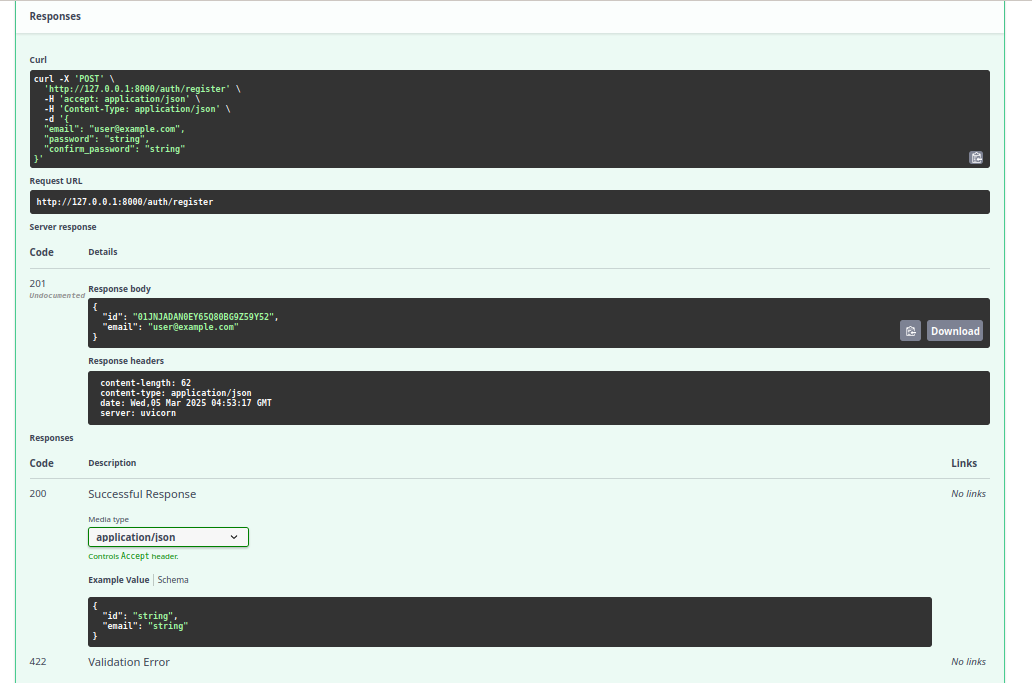 Responses
Curl
curl -X 'POST' \
'http://127.0.0.1:8000/auth/register' \
-H 'accept: application/json' \
-H 'Content-Type: application/json' \
-d '{
"email": "user@example.com",
"password": "string",
"confirm_password": "string"
}'
Request URL
http://127.0.0.1:8000/auth/register
Server response
Code Details
201
Undocumented
Response body
{
"id": "01JNJADAN0EY65Q80BG9Z59Y52",
"email": "user@example.com"
}
Download
Response headers
content-length: 62
content-type: application/json
date: Wed,05 Mar 2025 04:53:17 GMT
server: uvicorn
Responses
Code Description Links
200 Successful Response No links
Media type
application/json
Controls Accept header.
Example Value Schema
{
"id": "string",
"email": "string"
}
422 Validation Error No links